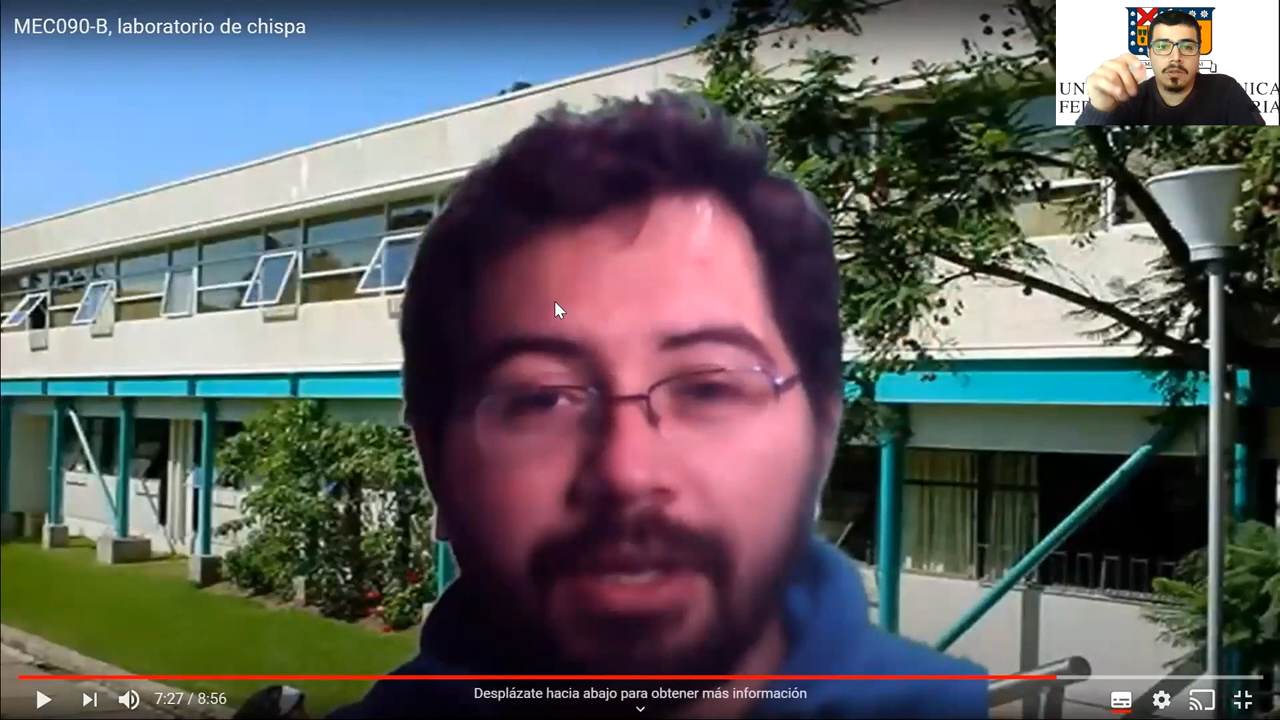 MEC090-B, laboratorio de chispa
7:27 / 8:56
Desplázate hacia abajo para obtener más información